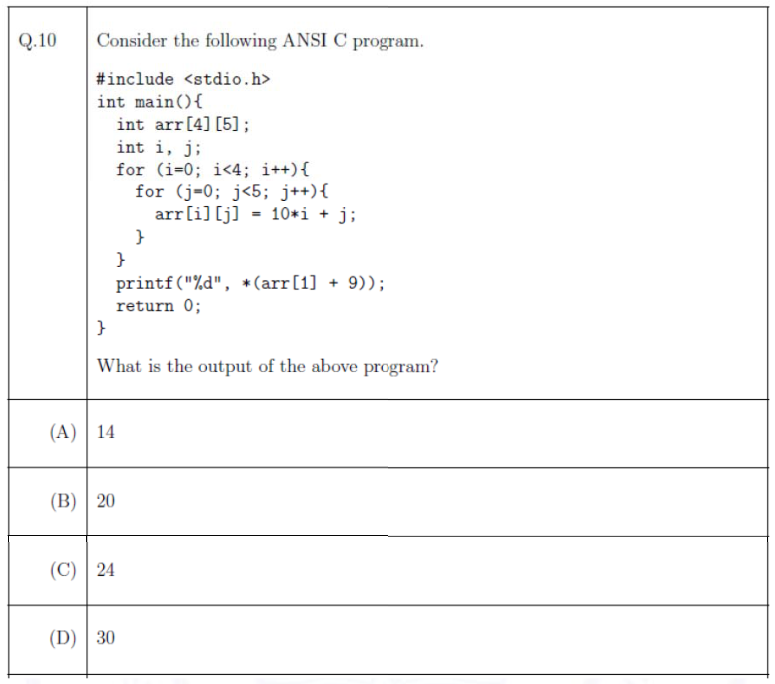 Q.10 Consider the following ANSI C program.
#include <stdio.h>
int main(){
  int arr[4][5];
  int i, j;
  for (i=0; i<4; i++){
    for (j=0; j<5; j++){
      arr[i][j] = 10*i + j;
    }
  }
  printf("%d", *(arr[1] + 9));
  return 0;
}
What is the output of the above program?
(A) 14
(B) 20
(C) 24
(D) 30